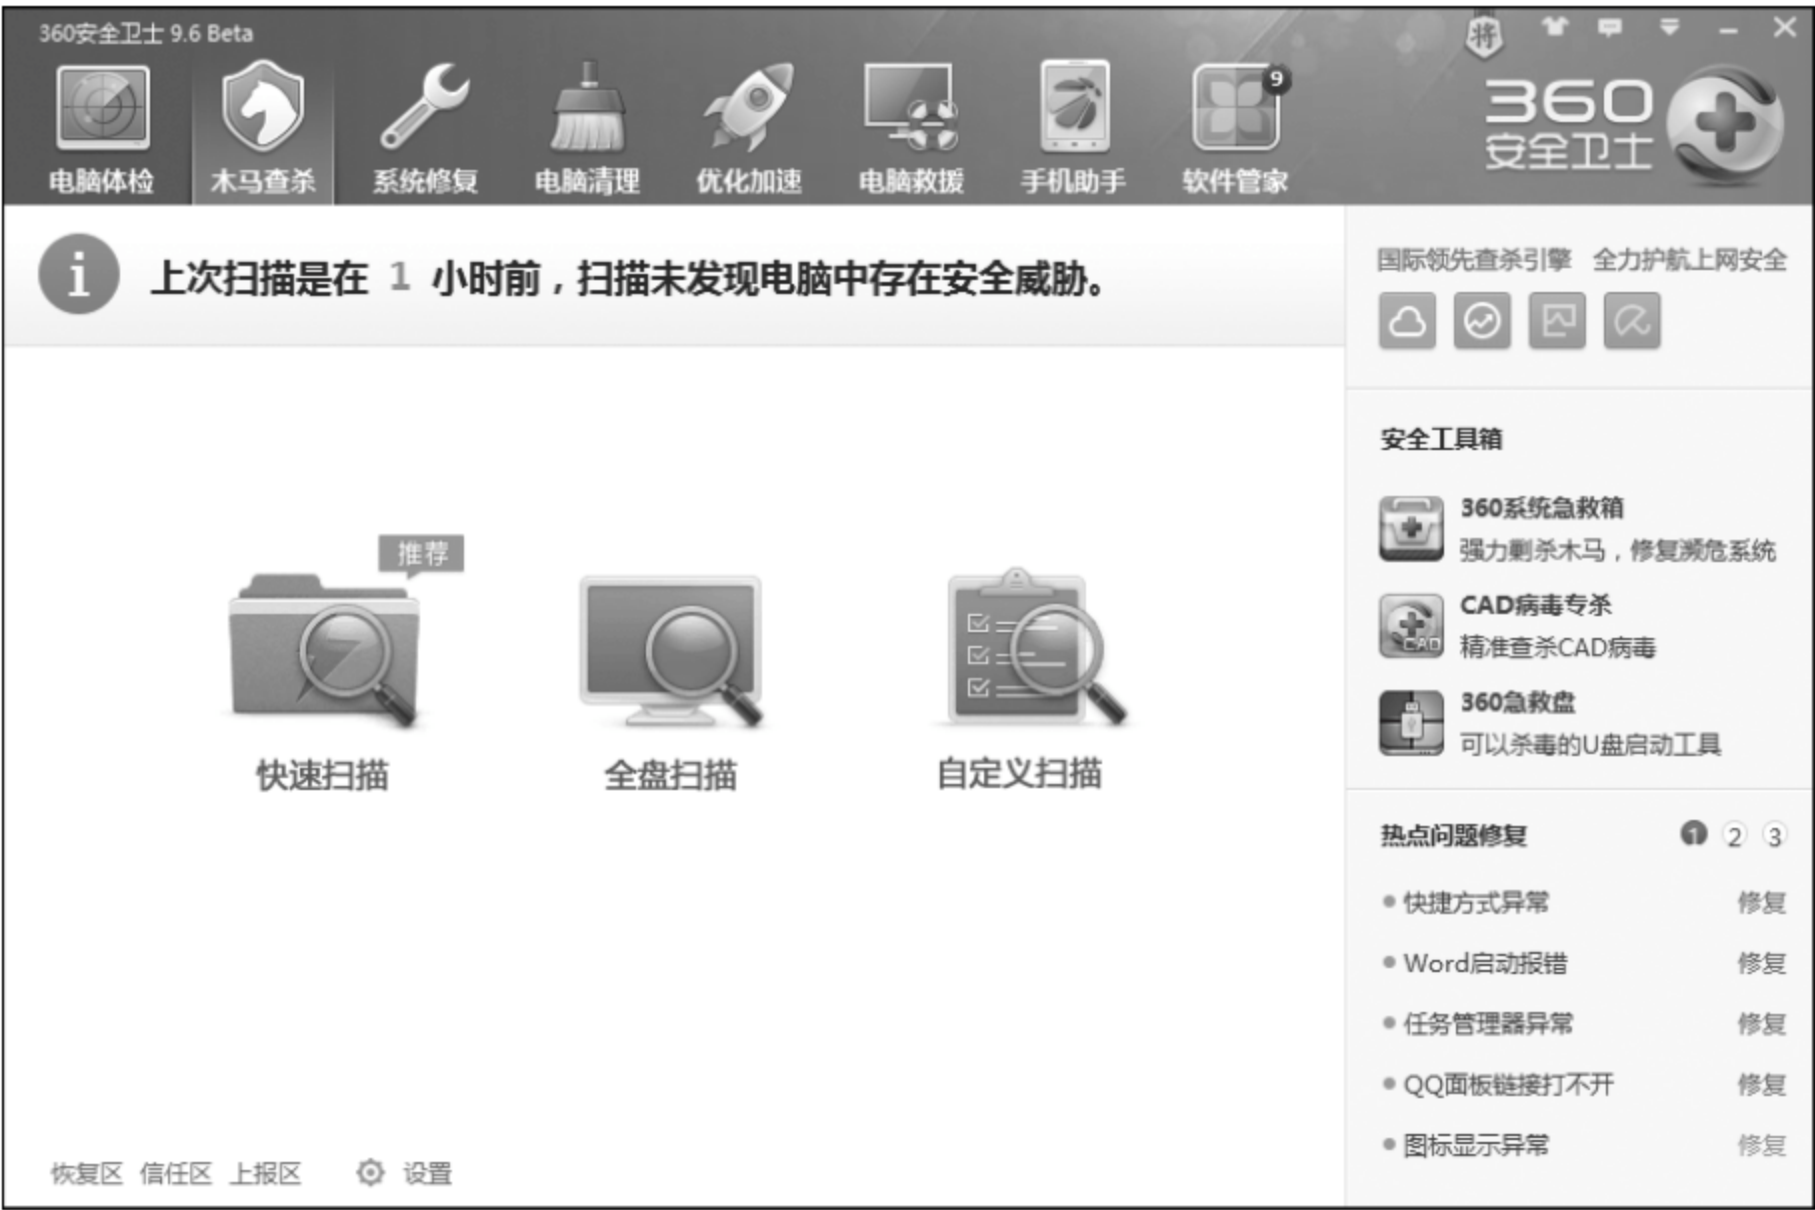 360安全卫士 9.6 Beta
将
9
360
安全卫士
电脑体检 木马查杀 系统修复 电脑清理 优化加速 电脑救援 手机助手 软件管家
i 上次扫描是在 1 小时前，扫描未发现电脑中存在安全威胁。
推荐
快速扫描 全盘扫描 自定义扫描
恢复区 信任区 上报区 设置
国际领先查杀引擎 全力护航上网安全
安全工具箱
360系统急救箱
强力剿杀木马，修复濒危系统
CAD病毒专杀
CAD
精准查杀CAD病毒
360急救盘
可以杀毒的U盘启动工具
热点问题修复 1 2 3
快捷方式异常 修复
Word启动报错 修复
任务管理器异常 修复
QQ面板链接打不开 修复
图标显示异常 修复